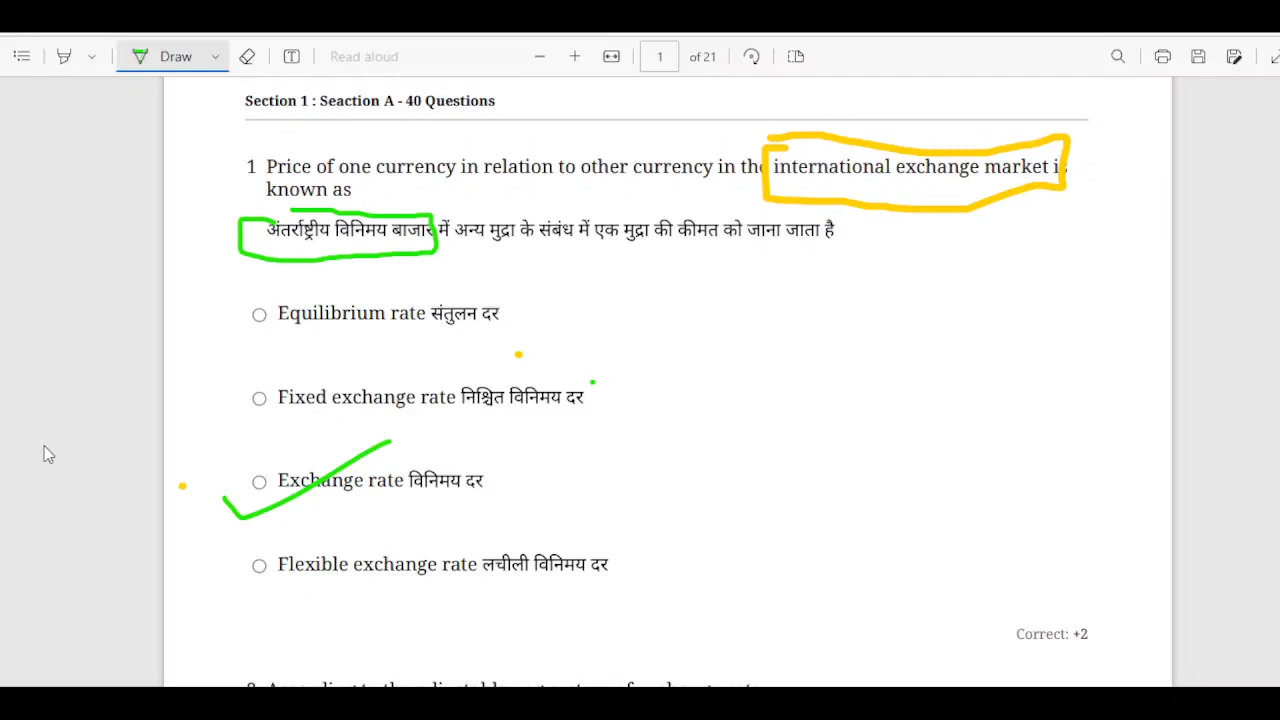 Draw
Read aloud
1
of 21
Section 1 : Seaction A - 40 Questions
1 Price of one currency in relation to other currency in the international exchange market is
known as
अंतर्राष्ट्रीय विनिमय बाजार में अन्य मुद्रा के संबंध में एक मुद्रा की कीमत को जाना जाता है
Equilibrium rate संतुलन दर
Fixed exchange rate निश्चित विनिमय दर
Exchange rate विनिमय दर
Flexible exchange rate लचीली विनिमय दर
Correct: +2